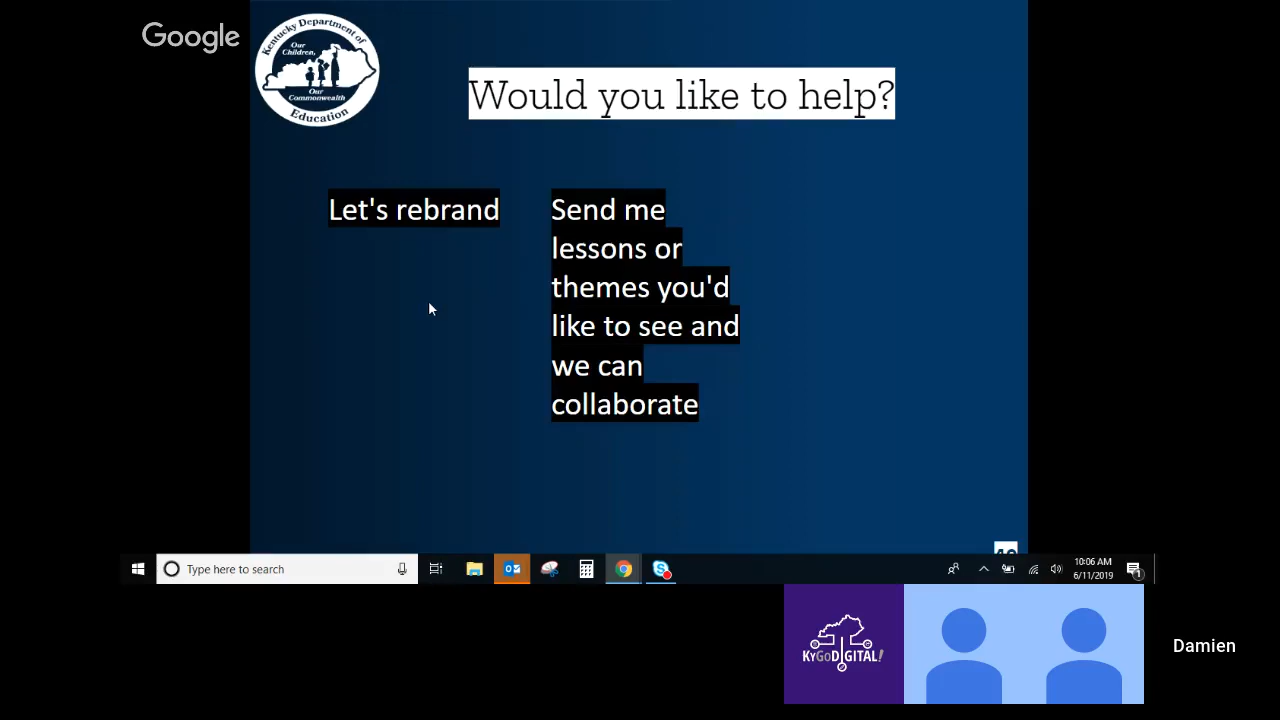 Google
Kentucky Department of
Our
Children,
Our
Commonwealth
Education
Would you like to help?
Let's rebrand
Send me
lessons or
themes you'd
like to see and
we can
collaborate
Type here to search
10:06 AM
6/11/2019
1
KYGODIGITAL!
Damien